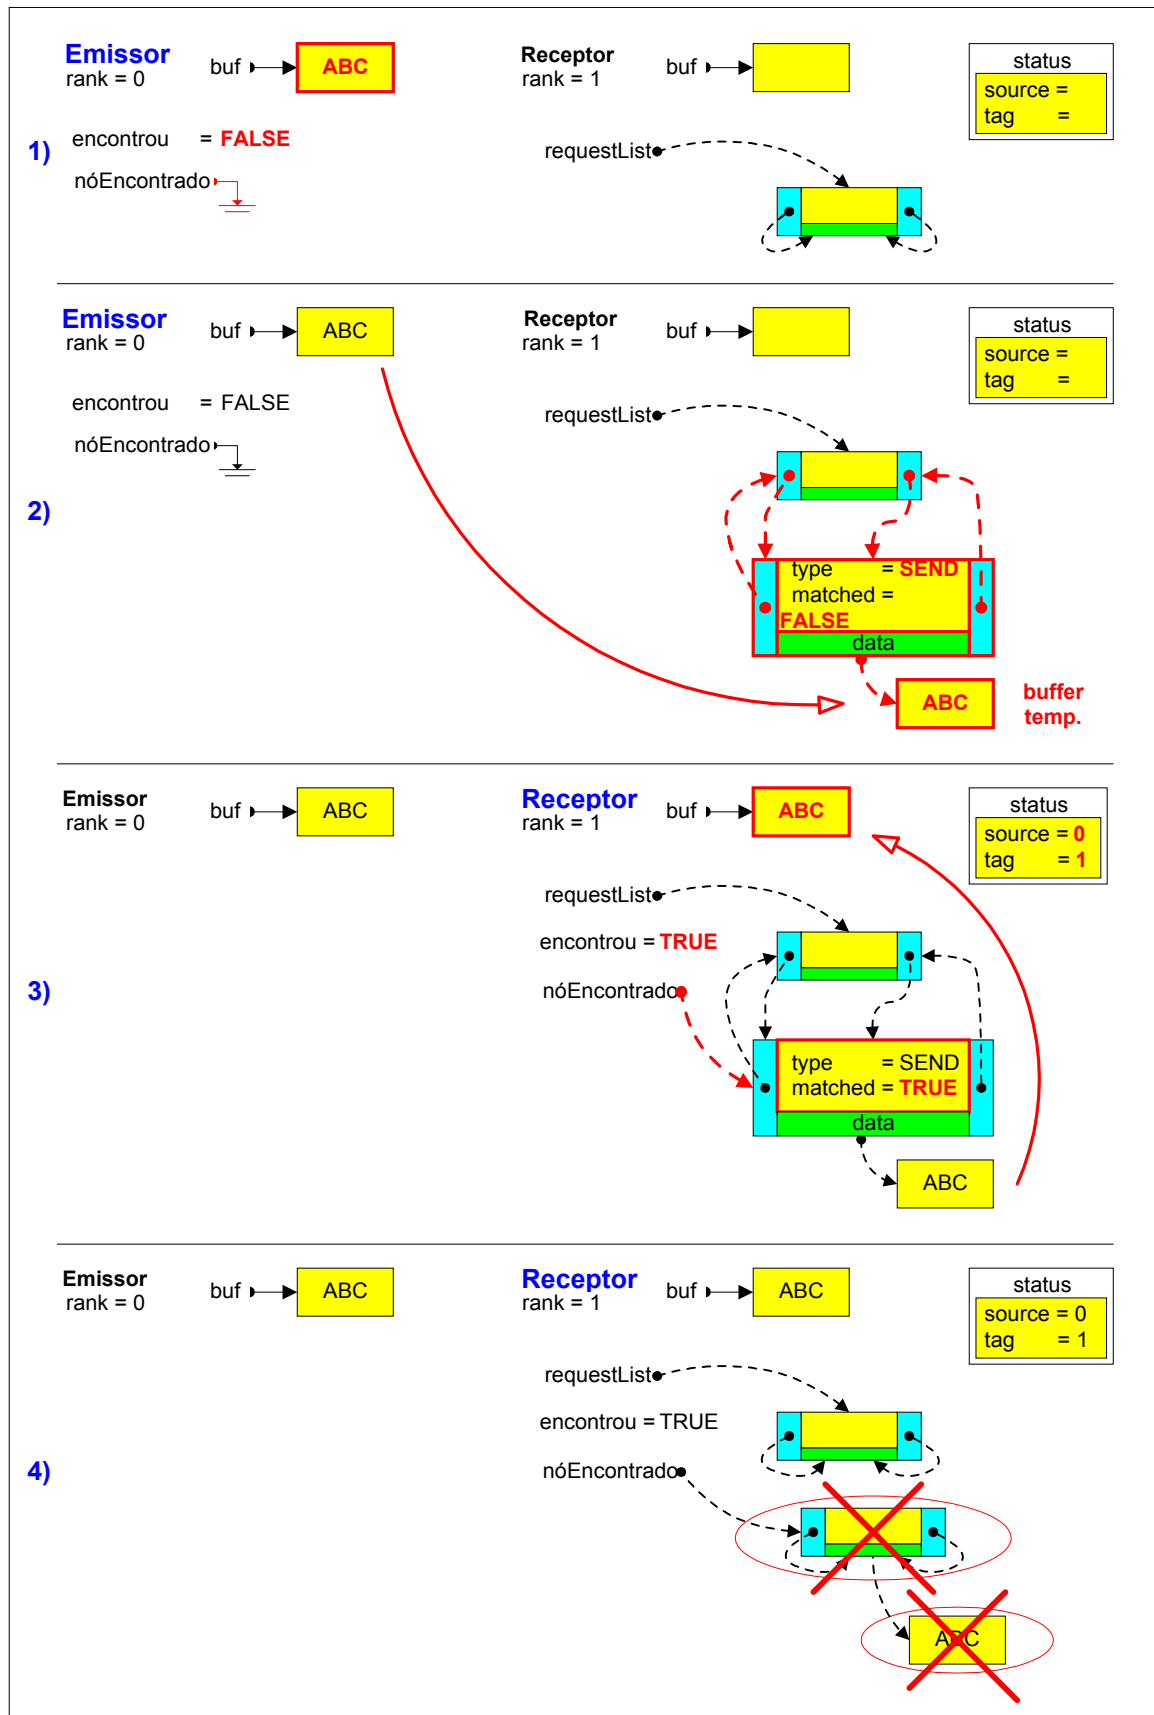 Emissor
rank = 0
buf
ABC
Receptor
rank = 1
buf
status
source =
tag =
1)
encontrou = FALSE
nóEncontrado
requestList
Emissor
rank = 0
buf
ABC
Receptor
rank = 1
buf
status
source =
tag =
2)
encontrou = FALSE
nóEncontrado
requestList
type = SEND
matched =
FALSE
data
ABC
buffer
temp.
Emissor
rank = 0
buf
ABC
Receptor
rank = 1
buf
ABC
status
source = 0
tag = 1
3)
requestList
encontrou = TRUE
nóEncontrado
type = SEND
matched = TRUE
data
ABC
Emissor
rank = 0
buf
ABC
Receptor
rank = 1
buf
ABC
status
source = 0
tag = 1
4)
requestList
encontrou = TRUE
nóEncontrado
ABC